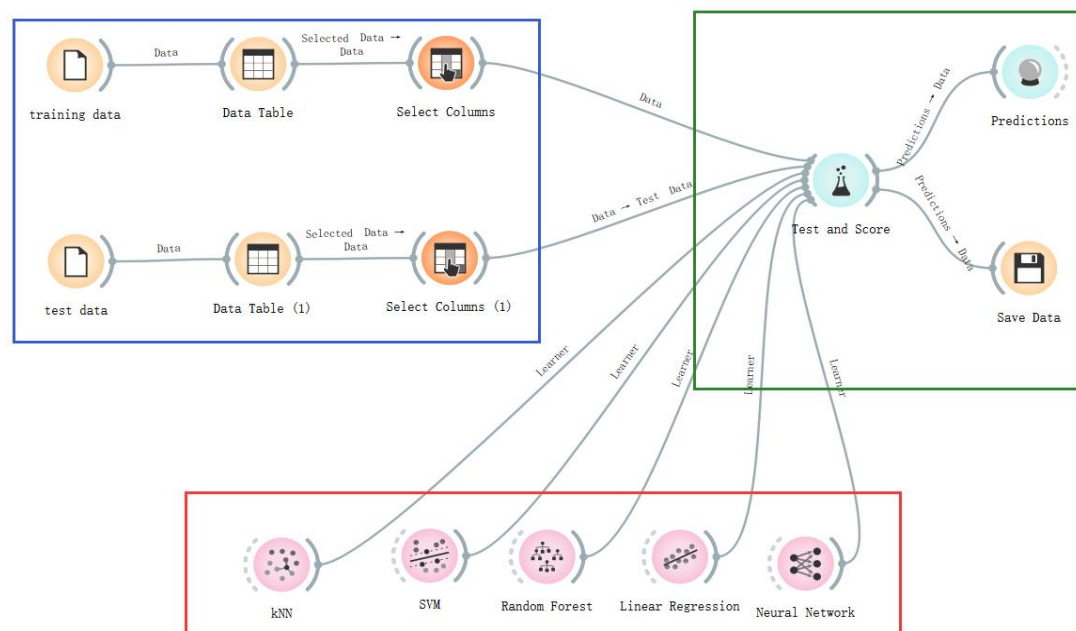 Data
Selected Data →
Data
training data
Data Table
Select Columns
Data
Predictions → Data
Predictions
Data → Test Data
Test and Score
Predictions → Data
Data
Selected Data →
Data
test data
Data Table (1)
Select Columns (1)
Save Data
Learner
Learner
Learner
Learner
Learner
kNN
SVM
Random Forest
Linear Regression
Neural Network